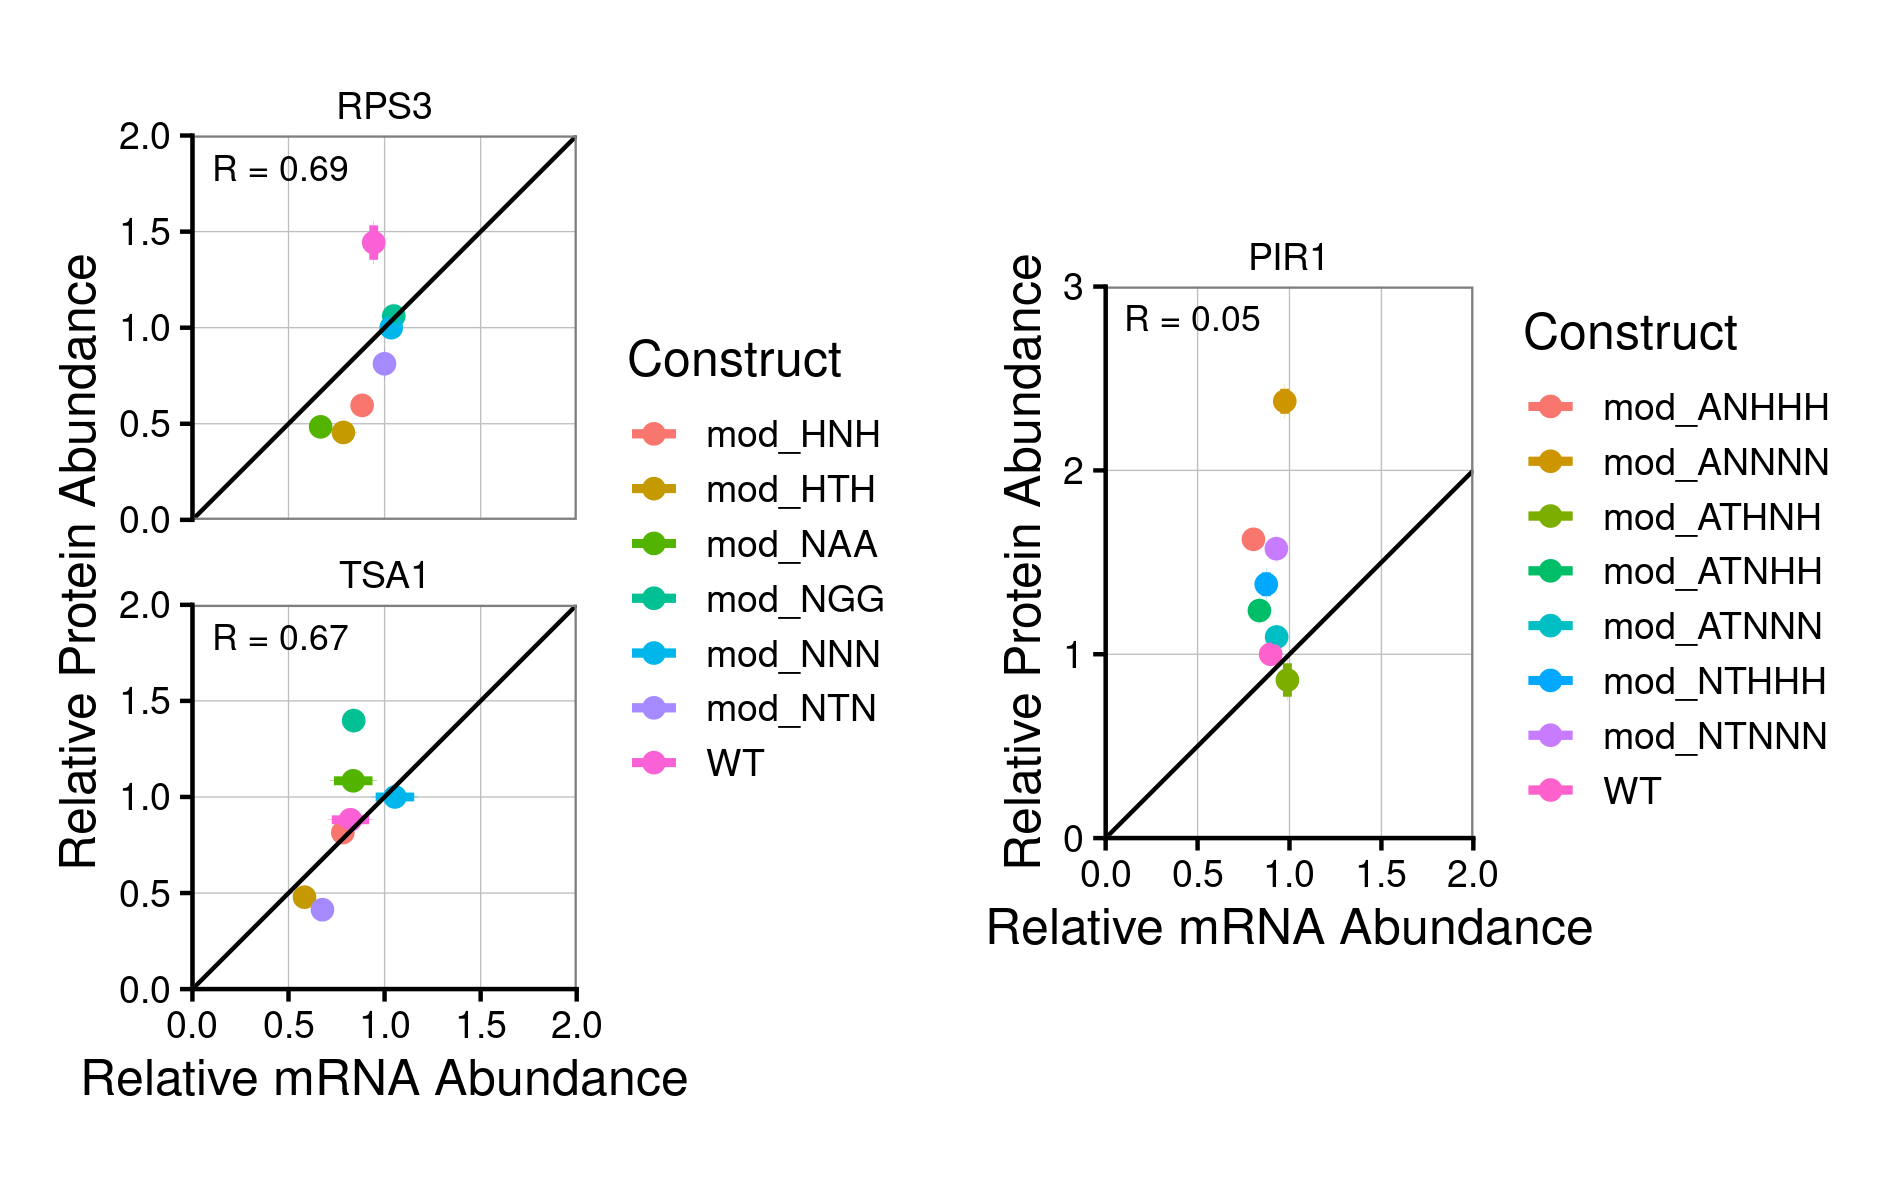 RPS3
R = 0.69
2.0
1.5
1.0
0.5
0.0
TSA1
R = 0.67
2.0
1.5
1.0
0.5
0.0
0.0 0.5 1.0 1.5 2.0
Relative mRNA Abundance
Relative Protein Abundance
Construct
mod_HNH
mod_HTH
mod_NAA
mod_NGG
mod_NNN
mod_NTN
WT
PIR1
R = 0.05
3
2
1
0
0.0 0.5 1.0 1.5 2.0
Relative mRNA Abundance
Relative Protein Abundance
Construct
mod_ANHHH
mod_ANNNN
mod_ATHNH
mod_ATNHH
mod_ATNNN
mod_NTHHH
mod_NTNNN
WT